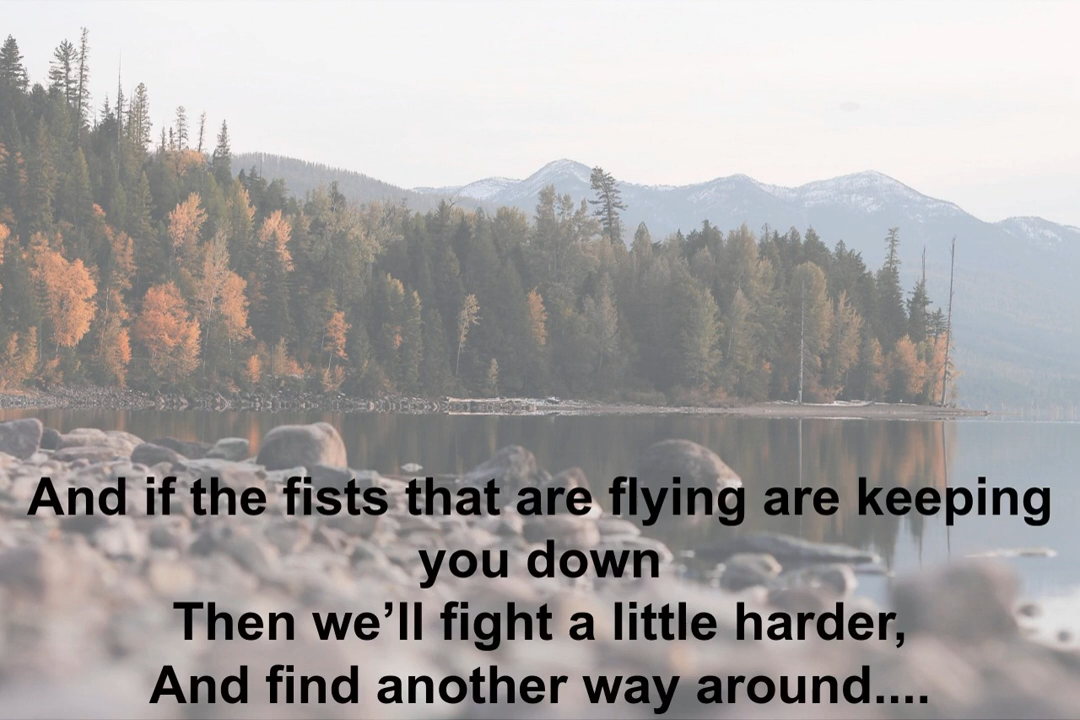 And if the fists that are flying are keeping
you down
Then we’ll fight a little harder,
And find another way around....